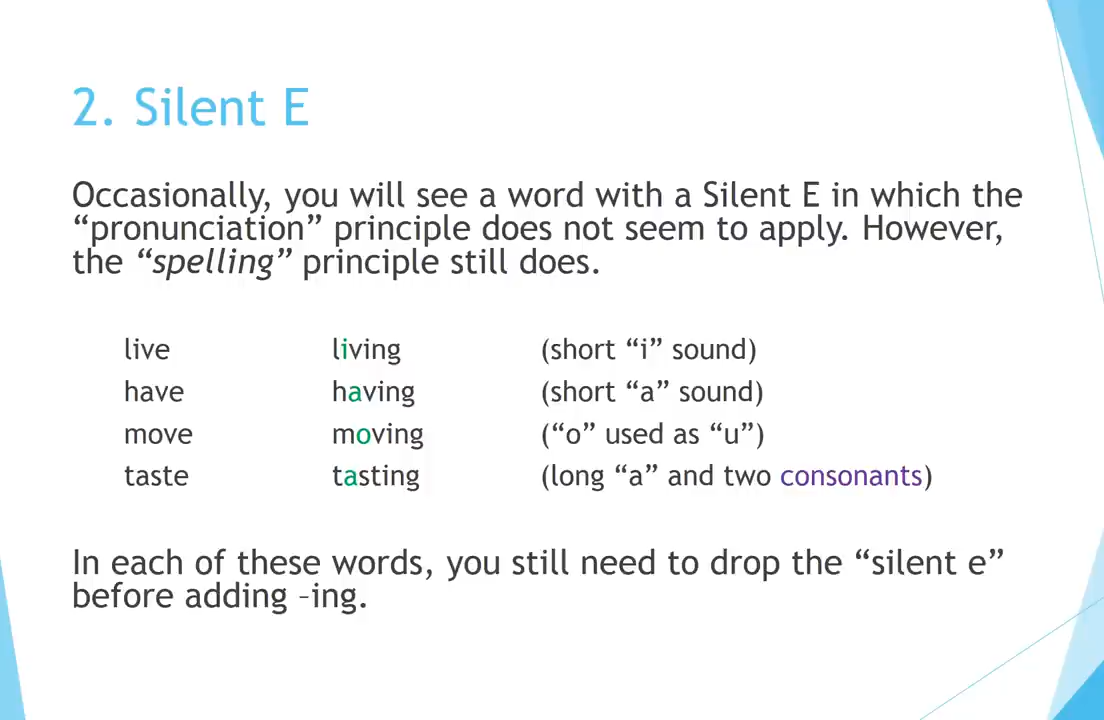 2. Silent E
Occasionally, you will see a word with a Silent E in which the
“pronunciation” principle does not seem to apply. However,
the “spelling” principle still does.
live living (short “i” sound)
have having (short “a” sound)
move moving (“o” used as “u”)
taste tasting (long “a” and two consonants)
In each of these words, you still need to drop the “silent e”
before adding –ing.